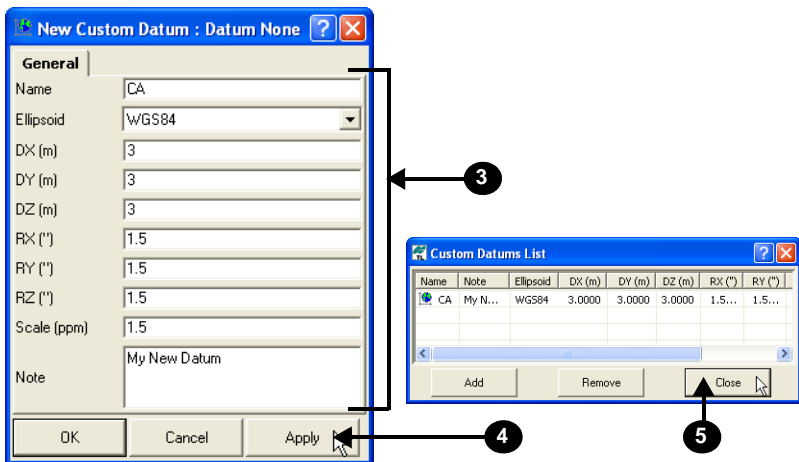 New Custom Datum : Datum None
General
Name CA
Ellipsoid WGS84
DX (m) 3
DY (m) 3
DZ (m) 3
RX (") 1.5
RY (") 1.5
RZ (") 1.5
Scale (ppm) 1.5
Note My New Datum
OK Cancel Apply
3
4
Custom Datums List
Name Note Ellipsoid DX (m) DY (m) DZ (m) RX (") RY (")
CA My N... WGS84 3.0000 3.0000 3.0000 1.5... 1.5...
Add Remove Close
5